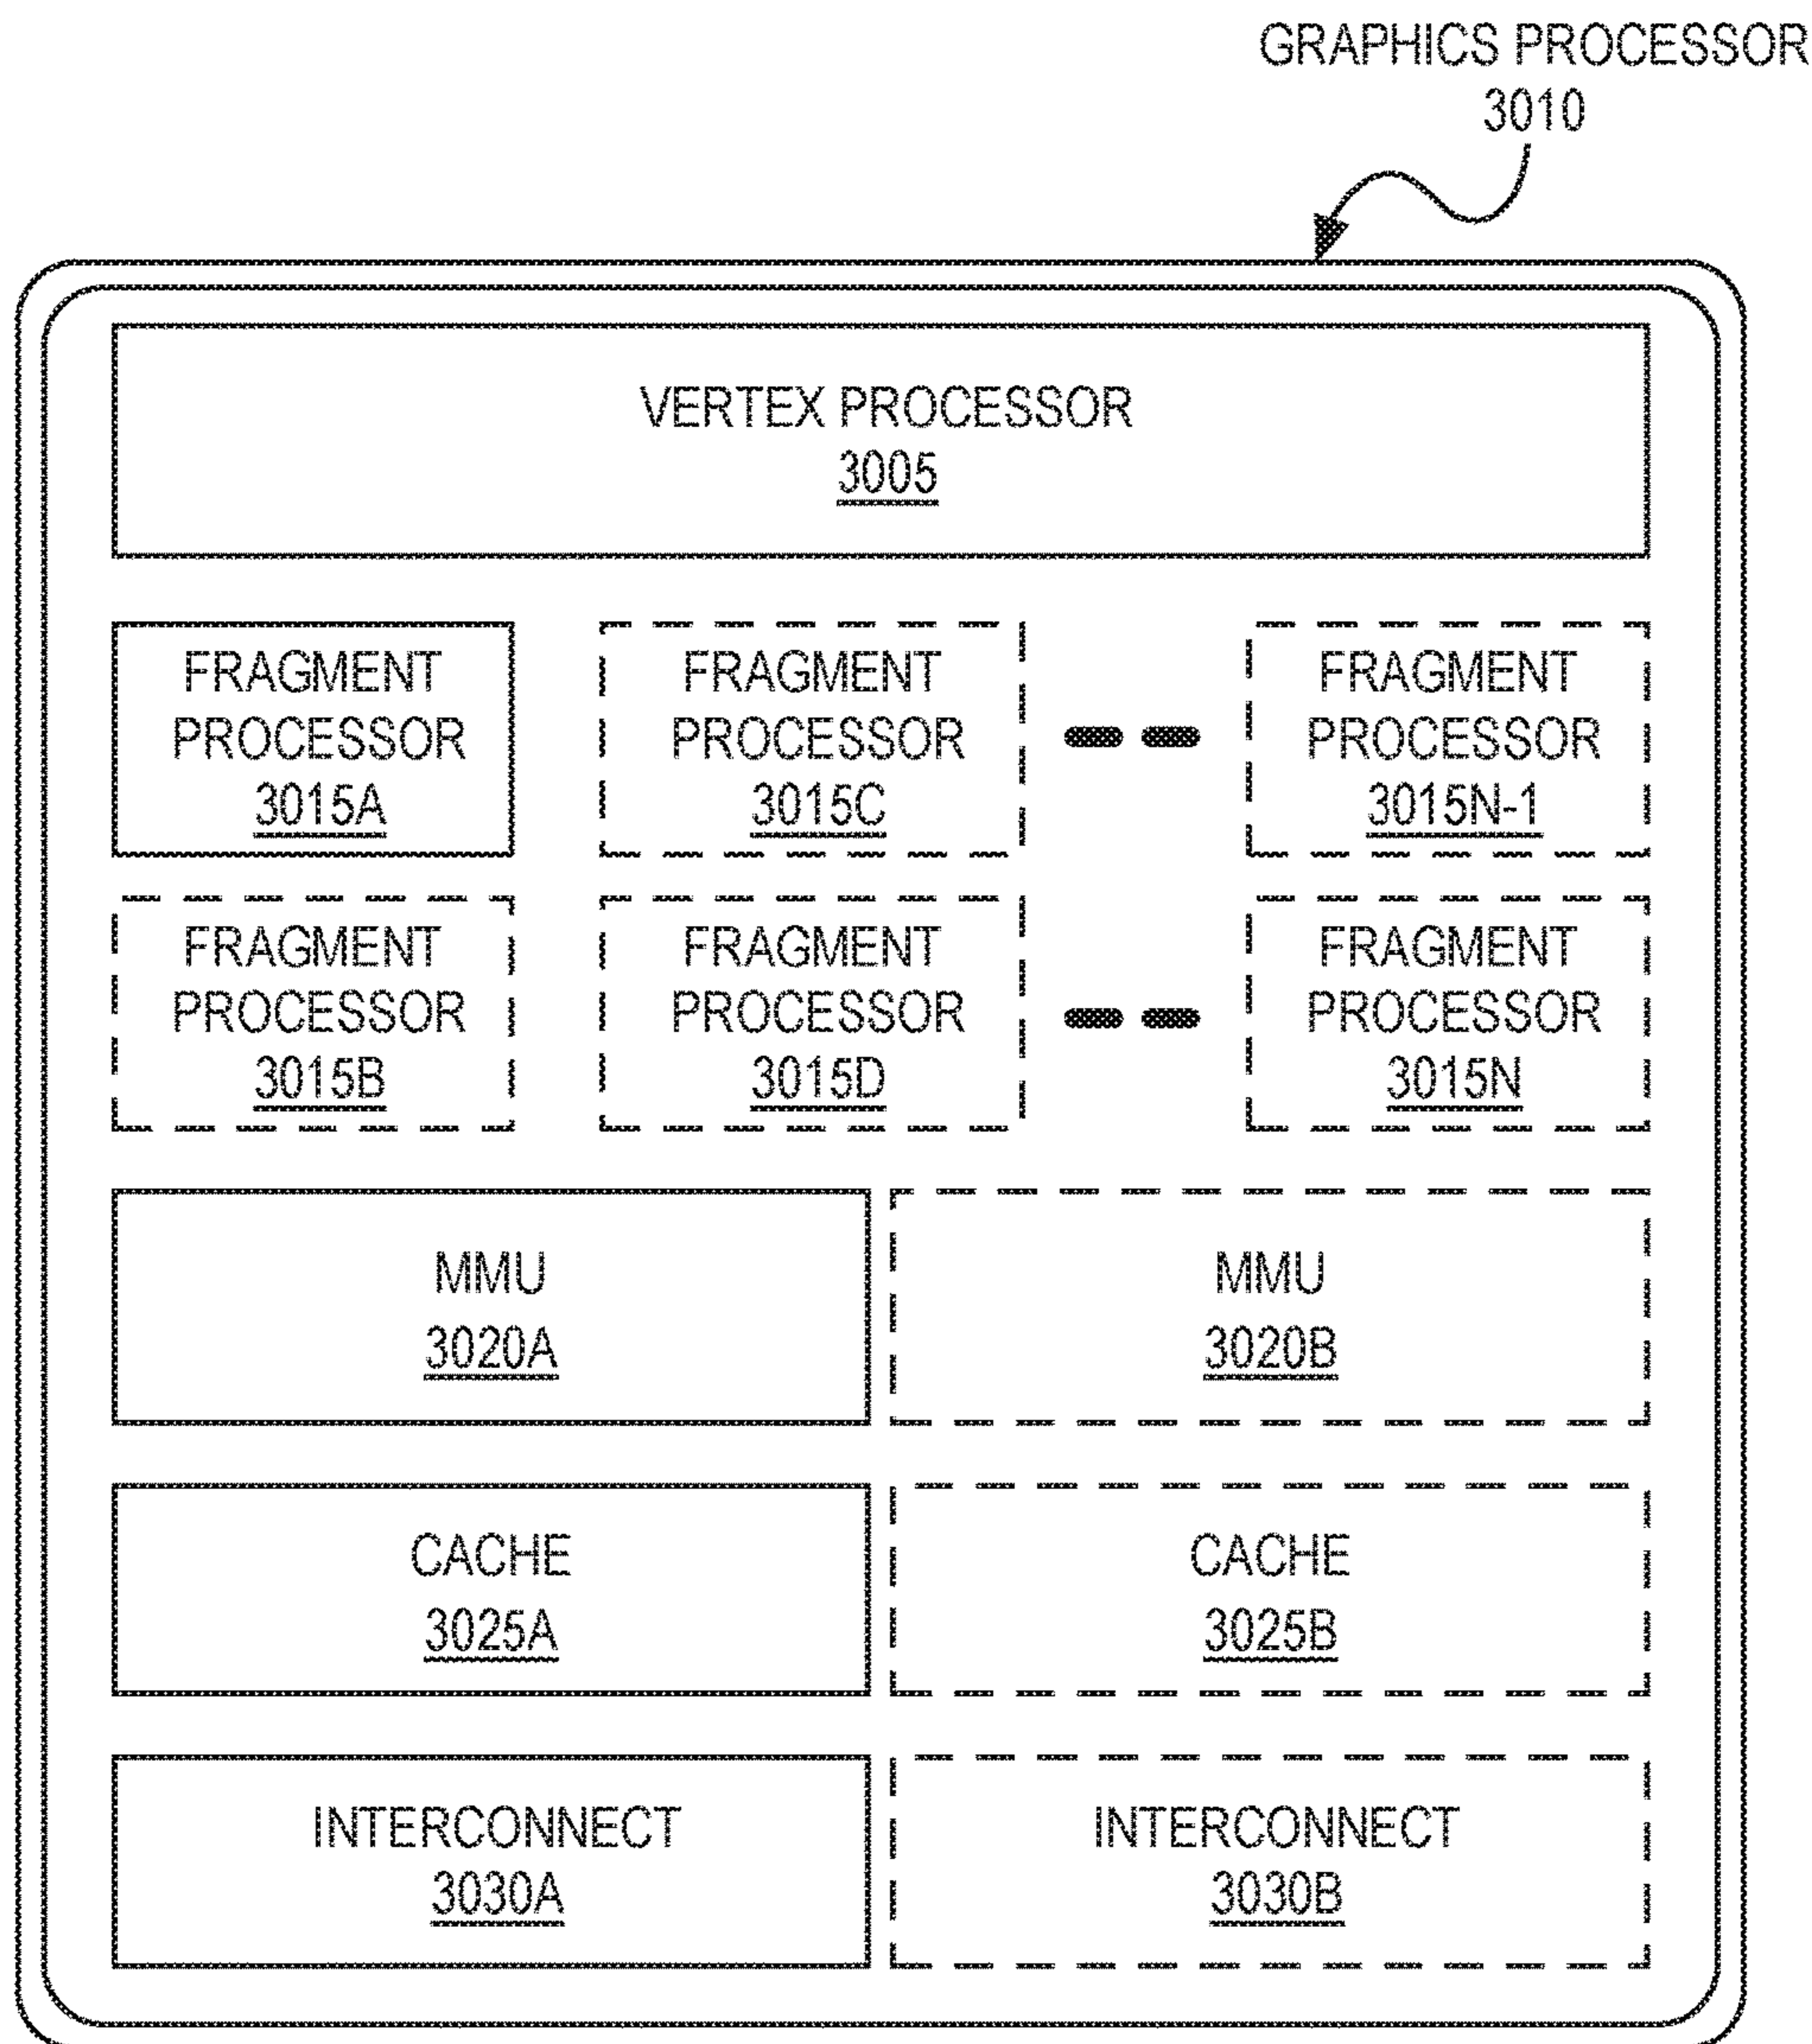 GRAPHICS PROCESSOR
3010
VERTEX PROCESSOR
3005
FRAGMENT
PROCESSOR
3015A
FRAGMENT
PROCESSOR
3015C
FRAGMENT
PROCESSOR
3015N-1
FRAGMENT
PROCESSOR
3015B
FRAGMENT
PROCESSOR
3015D
FRAGMENT
PROCESSOR
3015N
MMU
3020A
MMU
3020B
CACHE
3025A
CACHE
3025B
INTERCONNECT
3030A
INTERCONNECT
3030B